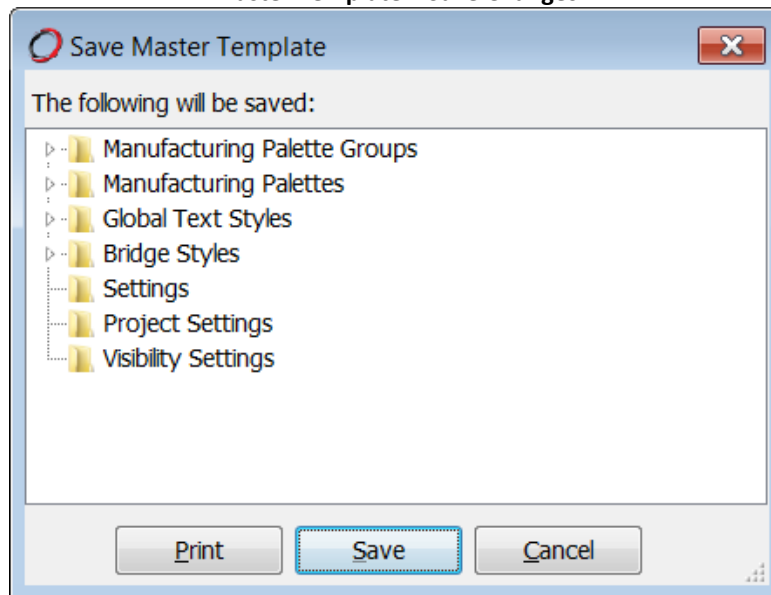 Save Master Template
The following will be saved:
Manufacturing Palette Groups
Manufacturing Palettes
Global Text Styles
Bridge Styles
Settings
Project Settings
Visibility Settings
Print
Save
Cancel